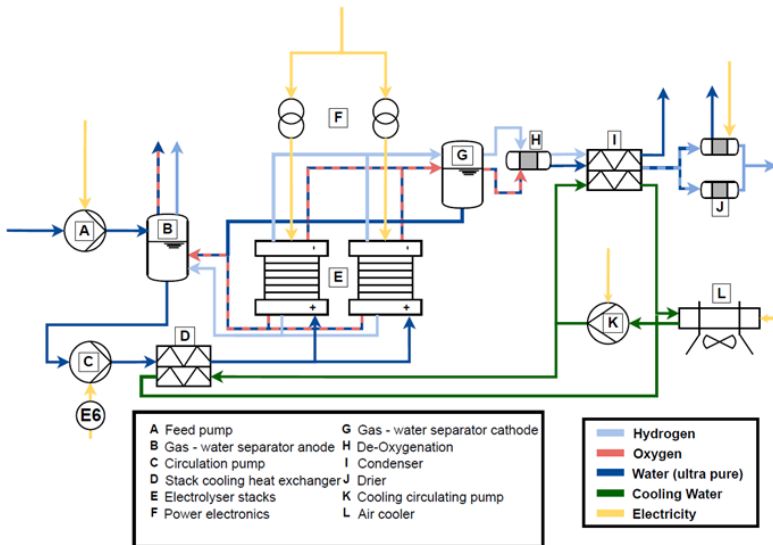 F
G
H
I
J
A
B
E
-
-
+
+
L
K
D
C
E6
A Feed pump
B Gas - water separator anode
C Circulation pump
D Stack cooling heat exchanger
E Electrolyser stacks
F Power electronics
G Gas - water separator cathode
H De-Oxygenation
I Condenser
J Drier
K Cooling circulating pump
L Air cooler
Hydrogen
Oxygen
Water (ultra pure)
Cooling Water
Electricity